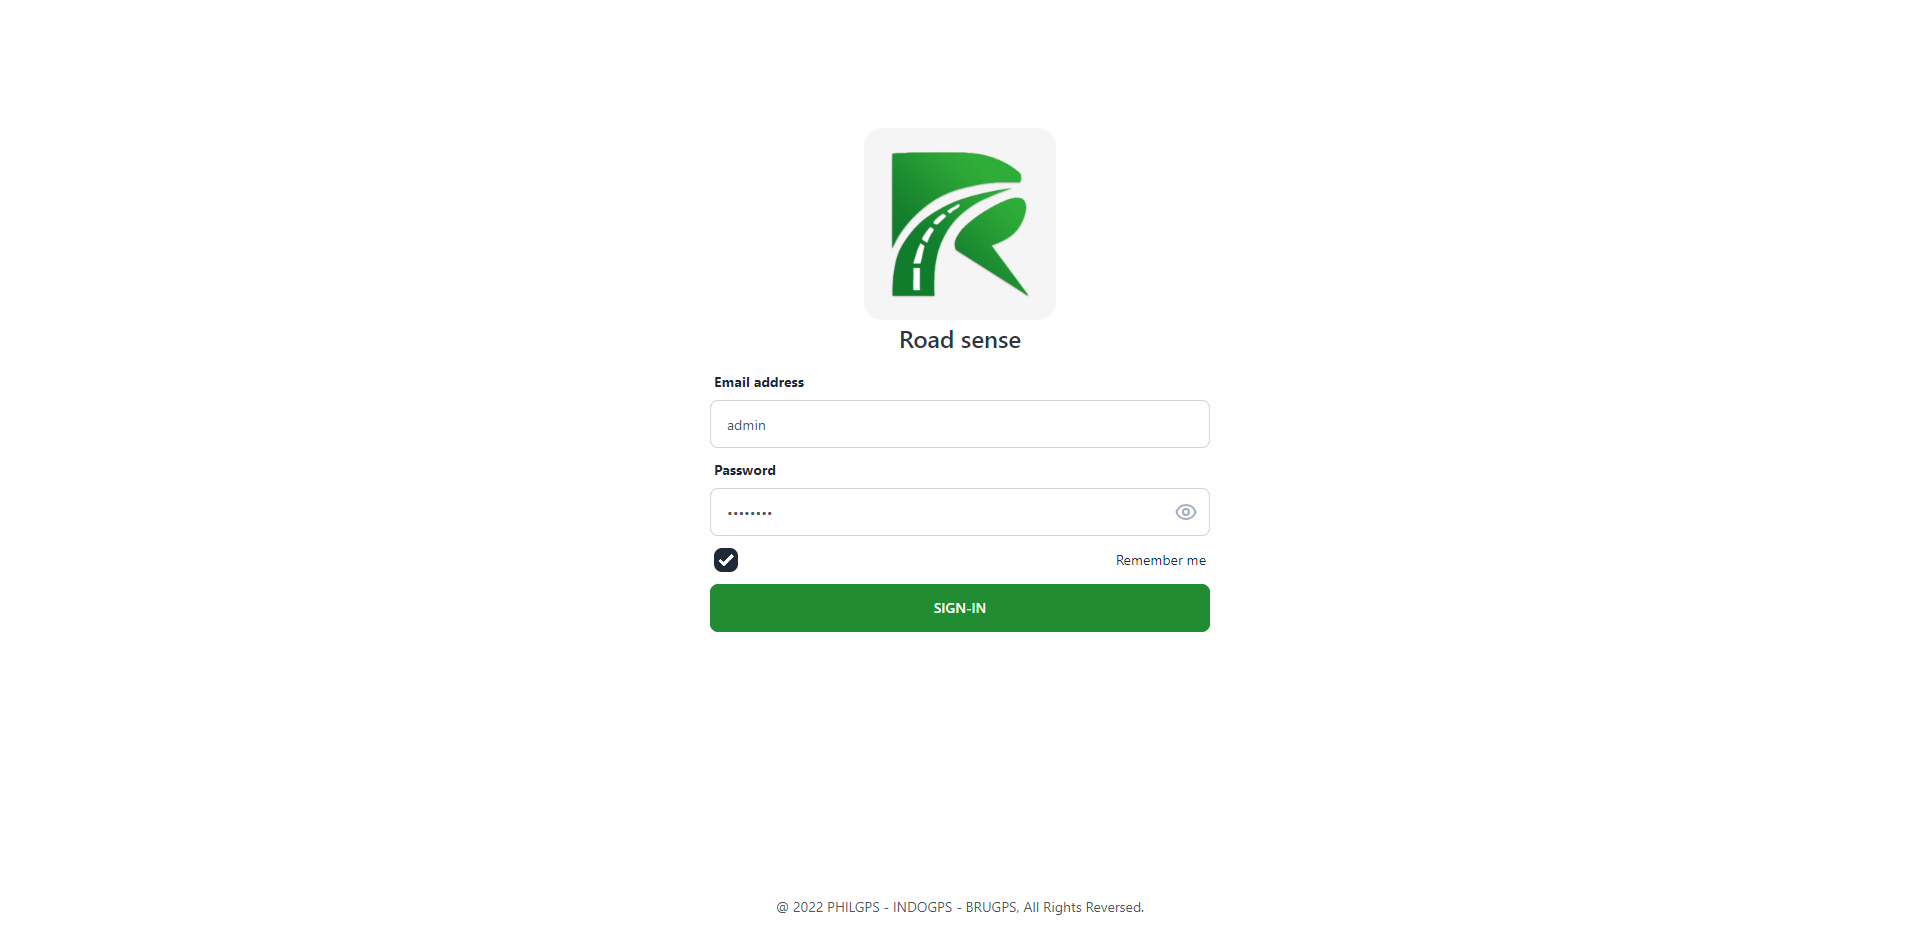 Road sense
Email address
admin
Password
••••••••
Remember me
SIGN-IN
@ 2022 PHILGPS - INDOGPS - BRUGPS, All Rights Reversed.